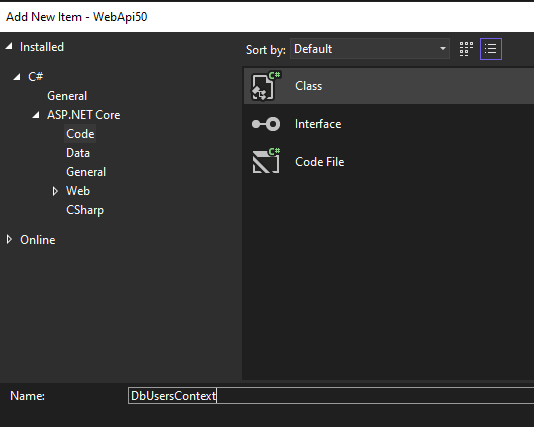 Add New Item - WebApi50
Installed
Sort by: Default
C#
General
ASP.NET Core
Code
Data
General
Web
CSharp
Online
C# Class
Interface
C# Code File
Name: DbUsersContext